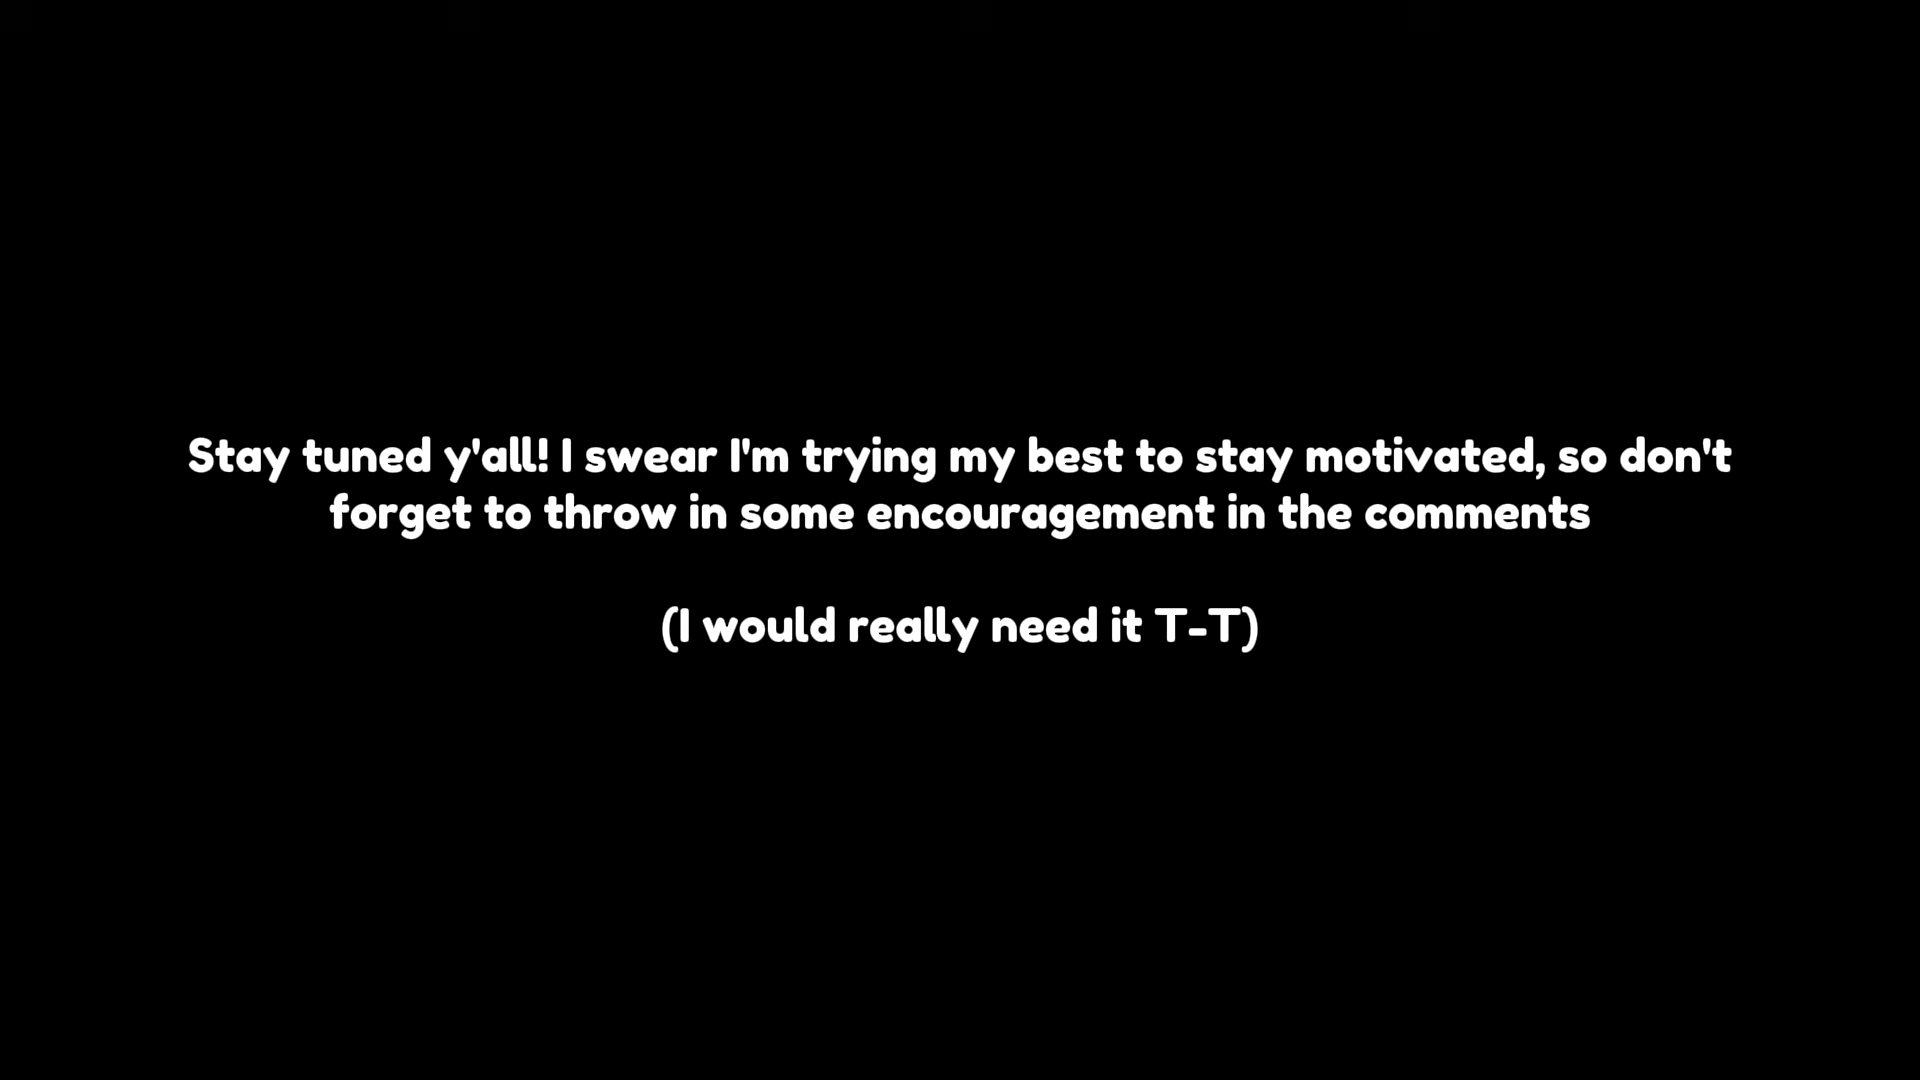 Stay tuned y'all! I swear I'm trying my best to stay motivated, so don't
forget to throw in some encouragement in the comments
(I would really need it T-T)